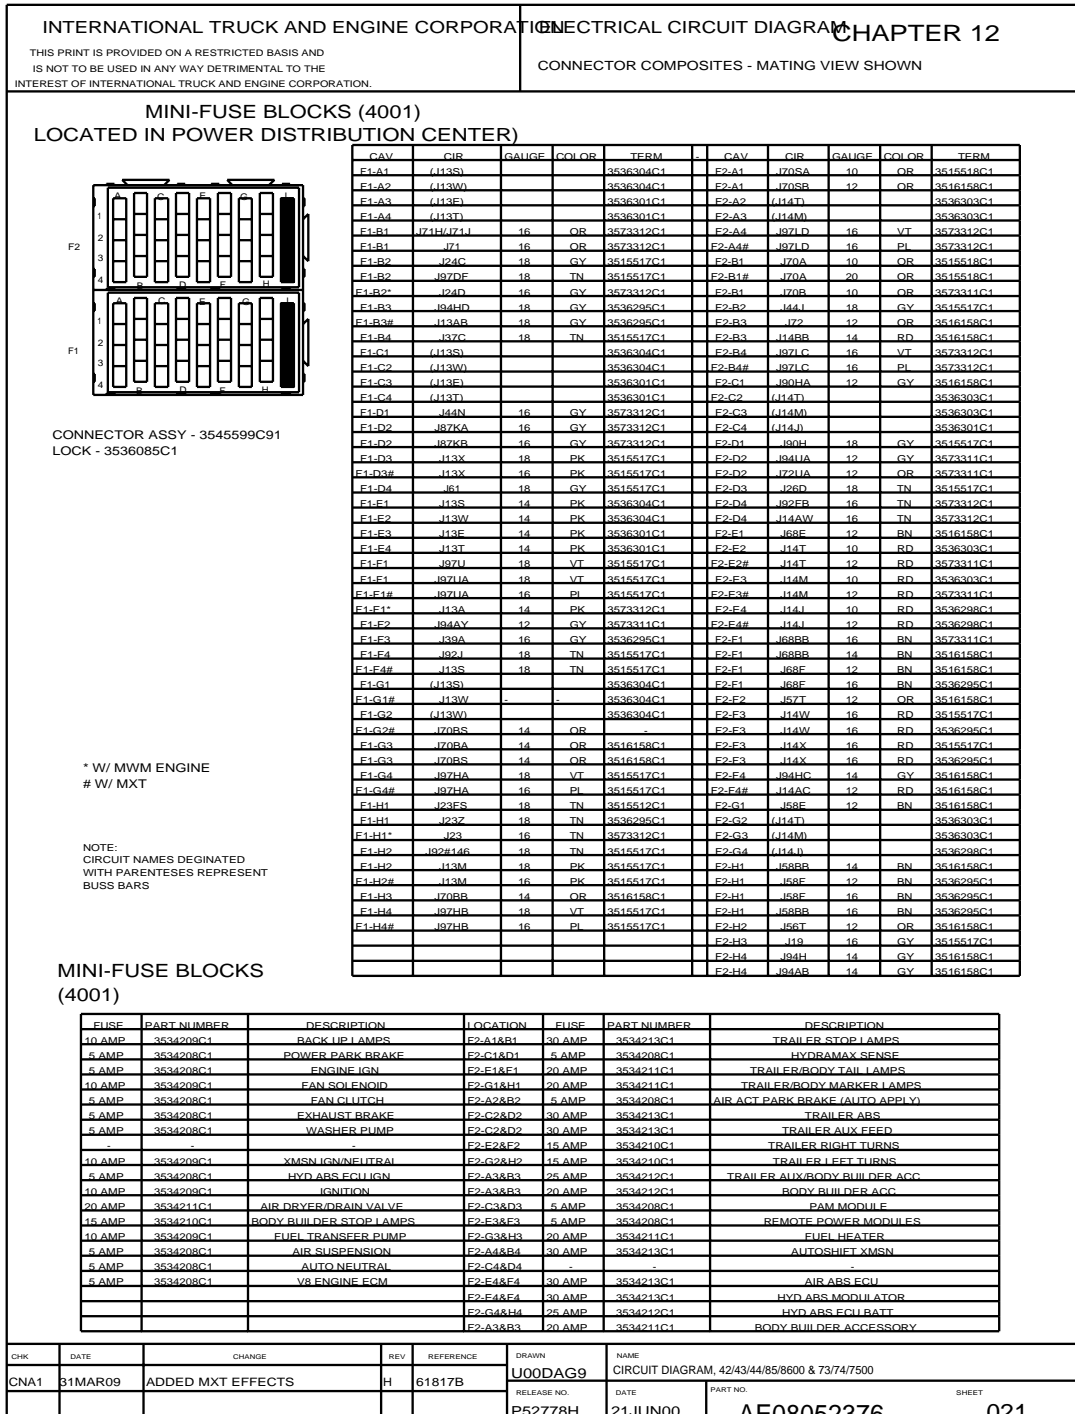 INTERNATIONAL TRUCK AND ENGINE CORPORATION
ELECTRICAL CIRCUIT DIAGRAM
CHAPTER 12
THIS PRINT IS PROVIDED ON A RESTRICTED BASIS AND
IS NOT TO BE USED IN ANY WAY DETRIMENTAL TO THE
INTEREST OF INTERNATIONAL TRUCK AND ENGINE CORPORATION.
CONNECTOR COMPOSITES - MATING VIEW SHOWN
MINI-FUSE BLOCKS (4001)
LOCATED IN POWER DISTRIBUTION CENTER)
A C E G I
1
F2 2
3
4
B D F H
A C E G I
1
F1 2
3
4
B D F H
CONNECTOR ASSY - 3545599C91
LOCK - 3536085C1
* W/ MWM ENGINE
# W/ MXT
NOTE:
CIRCUIT NAMES DEGINATED
WITH PARENTESES REPRESENT
BUSS BARS
CAV CIR GAUGE COLOR TERM - CAV CIR GAUGE COLOR TERM
F1-A1 (J13S) 3536304C1 F2-A1 J70SA 10 OR 3515518C1
F1-A2 (J13W) 3536304C1 F2-A1 J70SB 12 OR 3516158C1
F1-A3 (J13E) 3536301C1 F2-A2 (J14T) 3536303C1
F1-A4 (J13T) 3536301C1 F2-A3 (J14M) 3536303C1
F1-B1 J71H/J71J 16 OR 3573312C1 F2-A4 J97LD 16 VT 3573312C1
F1-B1 J71 16 OR 3573312C1 F2-A4# J97LD 16 PL 3573312C1
F1-B2 J24C 18 GY 3515517C1 F2-B1 J70A 10 OR 3515518C1
F1-B2 J97DF 18 TN 3515517C1 F2-B1# J70A 20 OR 3515518C1
F1-B2* J24D 16 GY 3573312C1 F2-B1 J70B 10 OR 3573311C1
F1-B3 J94HD 18 GY 3536295C1 F2-B2 J44J 18 GY 3515517C1
F1-B3# J13AB 18 GY 3536295C1 F2-B3 J72 12 OR 3516158C1
F1-B4 J37C 18 TN 3515517C1 F2-B3 J14BB 14 RD 3516158C1
F1-C1 (J13S) 3536304C1 F2-B4 J97LC 16 VT 3573312C1
F1-C2 (J13W) 3536304C1 F2-B4# J97LC 16 PL 3573312C1
F1-C3 (J13E) 3536301C1 F2-C1 J90HA 12 GY 3516158C1
F1-C4 (J13T) 3536301C1 F2-C2 (J14T) 3536303C1
F1-D1 J44N 16 GY 3573312C1 F2-C3 (J14M) 3536303C1
F1-D2 J87KA 16 GY 3573312C1 F2-C4 (J14J) 3536301C1
F1-D2 J87KB 16 GY 3573312C1 F2-D1 J90H 18 GY 3515517C1
F1-D3 J13X 18 PK 3515517C1 F2-D2 J94UA 12 GY 3573311C1
F1-D3# J13X 16 PK 3515517C1 F2-D2 J72UA 12 OR 3573311C1
F1-D4 J61 18 GY 3515517C1 F2-D3 J26D 18 TN 3515517C1
F1-E1 J13S 14 PK 3536304C1 F2-D4 J92FB 16 TN 3573312C1
F1-E2 J13W 14 PK 3536304C1 F2-D4 J14AW 16 TN 3573312C1
F1-E3 J13E 14 PK 3536301C1 F2-E1 J68E 12 BN 3516158C1
F1-E4 J13T 14 PK 3536301C1 F2-E2 J14T 10 RD 3536303C1
F1-F1 J97U 18 VT 3515517C1 F2-E2# J14T 12 RD 3573311C1
F1-F1 J97UA 18 VT 3515517C1 F2-E3 J14M 10 RD 3536303C1
F1-F1# J97UA 16 PL 3515517C1 F2-E3# J14M 12 RD 3573311C1
F1-F1* J13A 14 PK 3573312C1 F2-E4 J14J 10 RD 3536298C1
F1-F2 J94AY 12 GY 3573311C1 F2-E4# J14J 12 RD 3536298C1
F1-F3 J39A 16 GY 3536295C1 F2-F1 J68BB 16 BN 3573311C1
F1-F4 J92J 18 TN 3515517C1 F2-F1 J68BB 14 BN 3516158C1
F1-F4# J13S 18 TN 3515517C1 F2-F1 J68F 12 BN 3516158C1
F1-G1 (J13S) 3536304C1 F2-F1 J68F 16 BN 3536295C1
F1-G1# J13W - - 3536304C1 F2-F2 J57T 12 OR 3516158C1
F1-G2 (J13W) 3536304C1 F2-F3 J14W 16 RD 3515517C1
F1-G2# J70BS 14 OR - F2-F3 J14W 16 RD 3536295C1
F1-G3 J70BA 14 OR 3516158C1 F2-F3 J14X 16 RD 3515517C1
F1-G3 J70BS 14 OR 3516158C1 F2-F3 J14X 16 RD 3536295C1
F1-G4 J97HA 18 VT 3515517C1 F2-F4 J94HC 14 GY 3516158C1
F1-G4# J97HA 16 PL 3515517C1 F2-F4# J14AC 12 RD 3516158C1
F1-H1 J23FS 18 TN 3515512C1 F2-G1 J58E 12 BN 3516158C1
F1-H1 J23Z 18 TN 3536295C1 F2-G2 (J14T) 3536303C1
F1-H1* J23 16 TN 3573312C1 F2-G3 (J14M) 3536303C1
F1-H2 J92#146 18 TN 3515517C1 F2-G4 (J14J) 3536298C1
F1-H2 J13M 18 PK 3515517C1 F2-H1 J58BB 14 BN 3516158C1
F1-H2# J13M 16 PK 3515517C1 F2-H1 J58F 12 BN 3536295C1
F1-H3 J70BB 14 OR 3516158C1 F2-H1 J58F 16 BN 3536295C1
F1-H4 J97HB 18 VT 3515517C1 F2-H1 J58BB 16 BN 3536295C1
F1-H4# J97HB 16 PL 3515517C1 F2-H2 J56T 12 OR 3516158C1
F2-H3 J19 16 GY 3515517C1
F2-H4 J94H 14 GY 3516158C1
F2-H4 J94AB 14 GY 3516158C1
MINI-FUSE BLOCKS
(4001)
FUSE PART NUMBER DESCRIPTION LOCATION FUSE PART NUMBER DESCRIPTION
10 AMP 3534209C1 BACK UP LAMPS F2-A1&B1 30 AMP 3534213C1 TRAILER STOP LAMPS
5 AMP 3534208C1 POWER PARK BRAKE F2-C1&D1 5 AMP 3534208C1 HYDRAMAX SENSE
5 AMP 3534208C1 ENGINE IGN F2-E1&F1 20 AMP 3534211C1 TRAILER/BODY TAIL LAMPS
10 AMP 3534209C1 FAN SOLENOID F2-G1&H1 20 AMP 3534211C1 TRAILER/BODY MARKER LAMPS
5 AMP 3534208C1 FAN CLUTCH F2-A2&B2 5 AMP 3534208C1 AIR ACT PARK BRAKE (AUTO APPLY)
5 AMP 3534208C1 EXHAUST BRAKE F2-C2&D2 30 AMP 3534213C1 TRAILER ABS
5 AMP 3534208C1 WASHER PUMP F2-C2&D2 30 AMP 3534213C1 TRAILER AUX FEED
- - - F2-E2&F2 15 AMP 3534210C1 TRAILER RIGHT TURNS
10 AMP 3534209C1 XMSN IGN/NEUTRAL F2-G2&H2 15 AMP 3534210C1 TRAILER LEFT TURNS
5 AMP 3534208C1 HYD ABS ECU IGN F2-A3&B3 25 AMP 3534212C1 TRAILER AUX/BODY BUILDER ACC
10 AMP 3534209C1 IGNITION F2-A3&B3 20 AMP 3534212C1 BODY BUILDER ACC
20 AMP 3534211C1 AIR DRYER/DRAIN VALVE F2-C3&D3 5 AMP 3534208C1 PAM MODULE
15 AMP 3534210C1 BODY BUILDER STOP LAMPS F2-E3&F3 5 AMP 3534208C1 REMOTE POWER MODULES
10 AMP 3534209C1 FUEL TRANSFER PUMP F2-G3&H3 20 AMP 3534211C1 FUEL HEATER
5 AMP 3534208C1 AIR SUSPENSION F2-A4&B4 30 AMP 3534213C1 AUTOSHIFT XMSN
5 AMP 3534208C1 AUTO NEUTRAL F2-C4&D4 - - -
5 AMP 3534208C1 V8 ENGINE ECM F2-E4&F4 30 AMP 3534213C1 AIR ABS ECU
F2-E4&F4 30 AMP 3534213C1 HYD ABS MODULATOR
F2-G4&H4 25 AMP 3534212C1 HYD ABS ECU BATT
F2-A3&B3 20 AMP 3534211C1 BODY BUILDER ACCESSORY
CHK DATE CHANGE REV REFERENCE DRAWN NAME
CNA1 31MAR09 ADDED MXT EFFECTS H 61817B U00DAG9 CIRCUIT DIAGRAM, 42/43/44/85/8600 & 73/74/7500
RELEASE NO. DATE PART NO. SHEET
P52778H 21JUN00 AF08052376 021